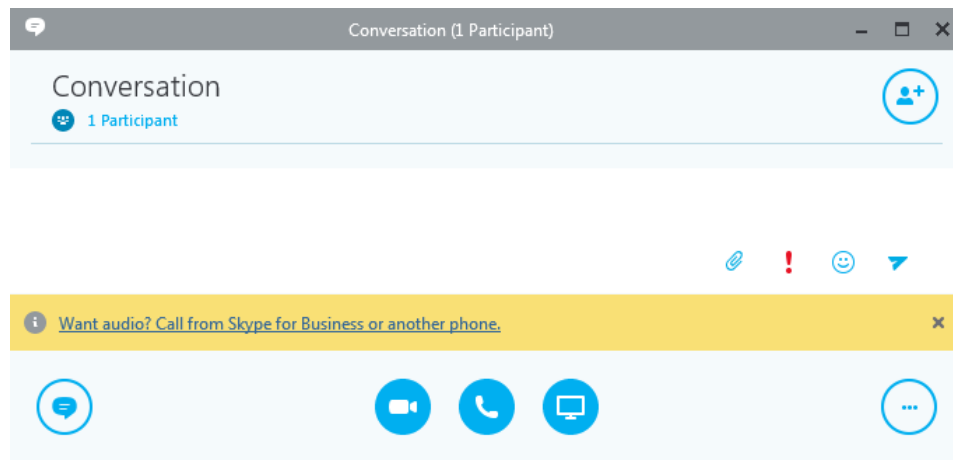 Conversation (1 Participant)
Conversation
1 Participant
Want audio? Call from Skype for Business or another phone.